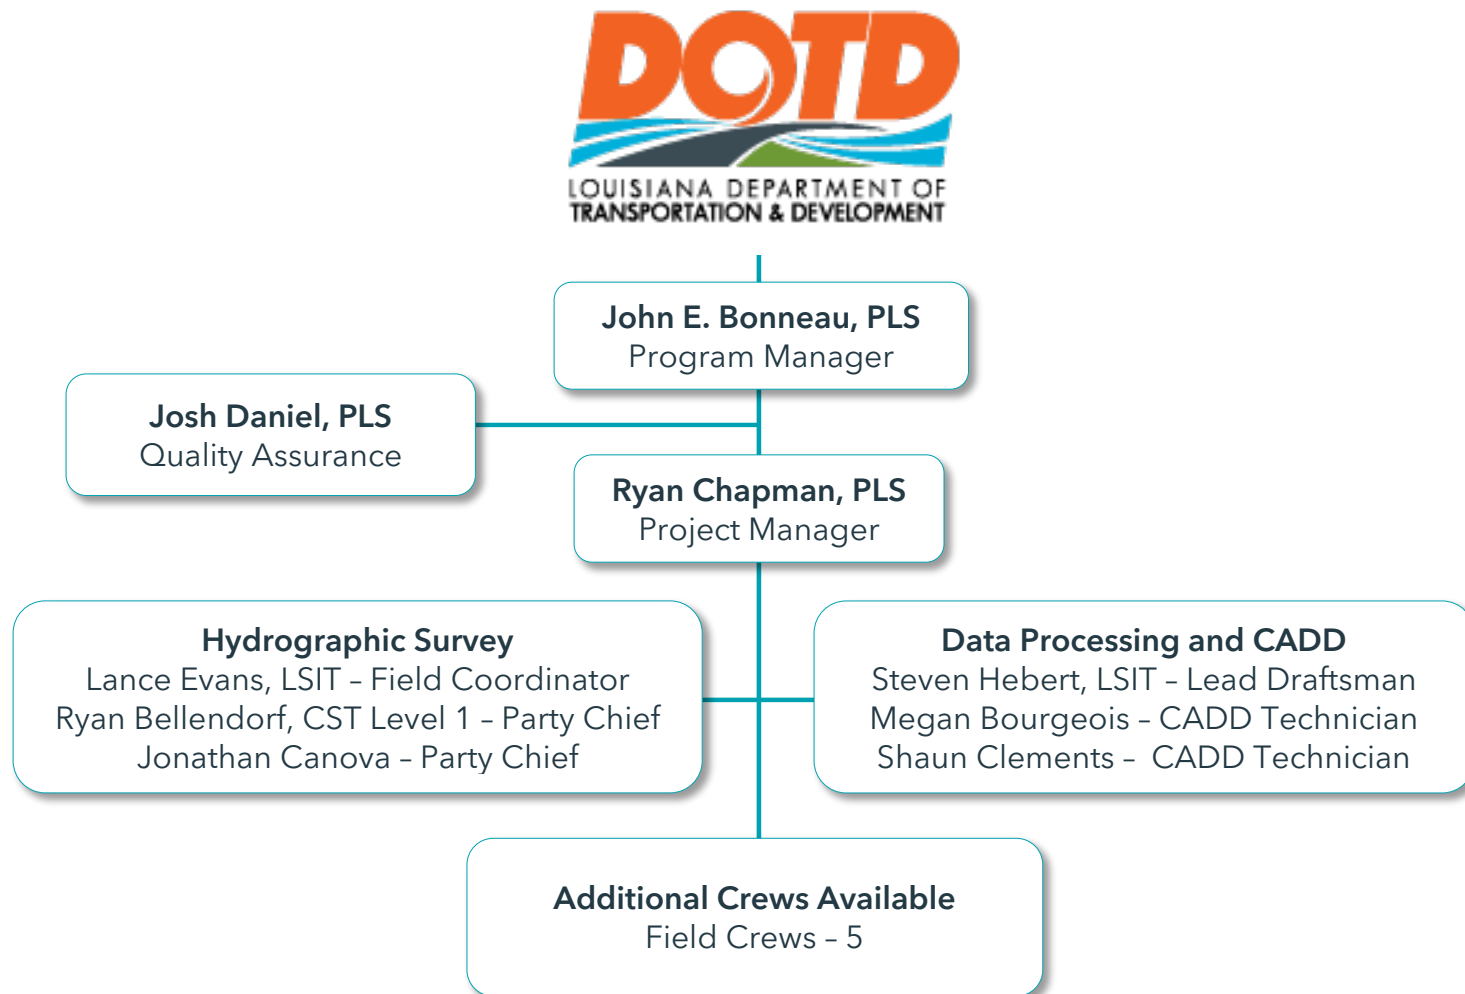 DOTD
LOUISIANA DEPARTMENT OF
TRANSPORTATION & DEVELOPMENT
John E. Bonneau, PLS
Program Manager
Josh Daniel, PLS
Quality Assurance
Ryan Chapman, PLS
Project Manager
Hydrographic Survey
Lance Evans, LSIT – Field Coordinator
Ryan Bellendorf, CST Level 1 – Party Chief
Jonathan Canova – Party Chief
Data Processing and CADD
Steven Hebert, LSIT – Lead Draftsman
Megan Bourgeois – CADD Technician
Shaun Clements –  CADD Technician
Additional Crews Available
Field Crews – 5